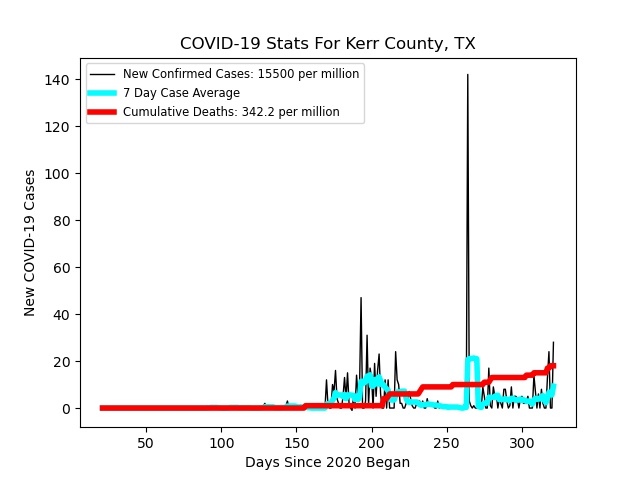 COVID-19 Stats For Kerr County, TX
New Confirmed Cases: 15500 per million
7 Day Case Average
Cumulative Deaths: 342.2 per million
New COVID-19 Cases
140
120
100
80
60
40
20
0
50 100 150 200 250 300
Days Since 2020 Began